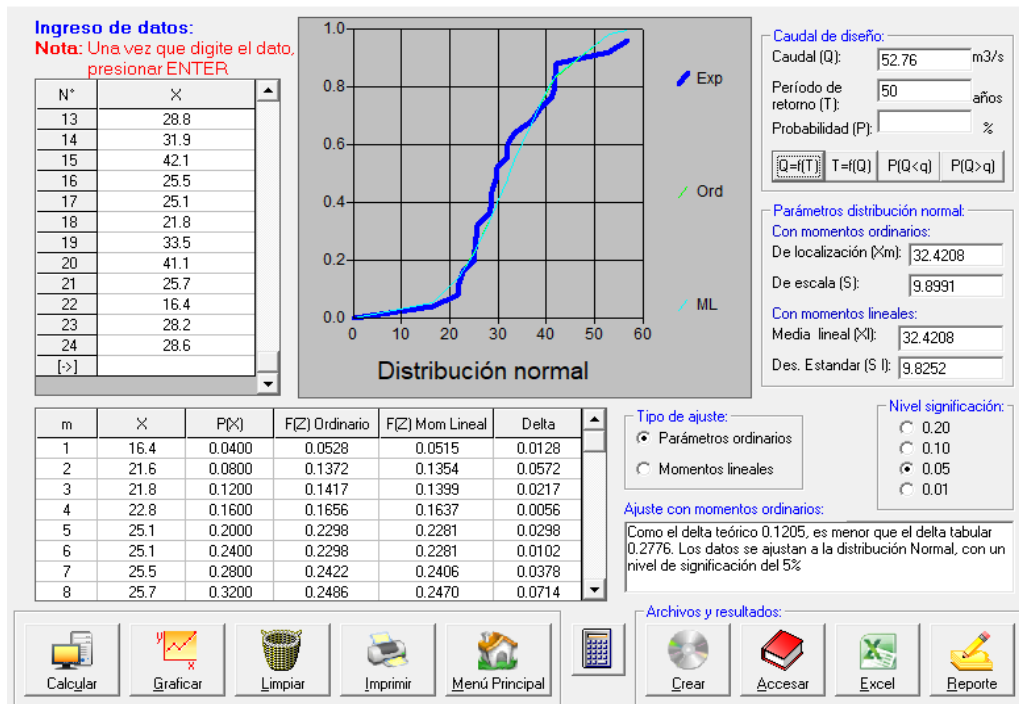 Ingreso de datos:
Nota: Una vez que digite el dato,
presionar ENTER
N° X
13 28.8
14 31.9
15 42.1
16 25.5
17 25.1
18 21.8
19 33.5
20 41.1
21 25.7
22 16.4
23 28.2
24 28.6
[->]
1.0
0.8
0.6
0.4
0.2
0.0
0 10 20 30 40 50 60
Distribución normal
Exp
Ord
ML
Caudal de diseño:
Caudal (Q): 52.76 m3/s
Período de
retorno (T): 50 años
Probabilidad (P): %
Q=f(T) T=f(Q) P(Q<q) P(Q>q)
Parámetros distribución normal:
Con momentos ordinarios:
De localización (Xm): 32.4208
De escala (S): 9.8991
Con momentos lineales:
Media lineal (Xl): 32.4208
Des. Estandar (S l): 9.8252
m X P(X) F(Z) Ordinario F(Z) Mom Lineal Delta
1 16.4 0.0400 0.0528 0.0515 0.0128
2 21.6 0.0800 0.1372 0.1354 0.0572
3 21.8 0.1200 0.1417 0.1399 0.0217
4 22.8 0.1600 0.1656 0.1637 0.0056
5 25.1 0.2000 0.2298 0.2281 0.0298
6 25.1 0.2400 0.2298 0.2281 0.0102
7 25.5 0.2800 0.2422 0.2406 0.0378
8 25.7 0.3200 0.2486 0.2470 0.0714
Tipo de ajuste:
Parámetros ordinarios
Momentos lineales
Nivel significación:
0.20
0.10
0.05
0.01
Ajuste con momentos ordinarios:
Como el delta teórico 0.1205, es menor que el delta tabular
0.2776. Los datos se ajustan a la distribución Normal, con un
nivel de significación del 5%
Calcular Graficar Limpiar Imprimir Menú Principal
Archivos y resultados:
Crear Accesar Excel Reporte